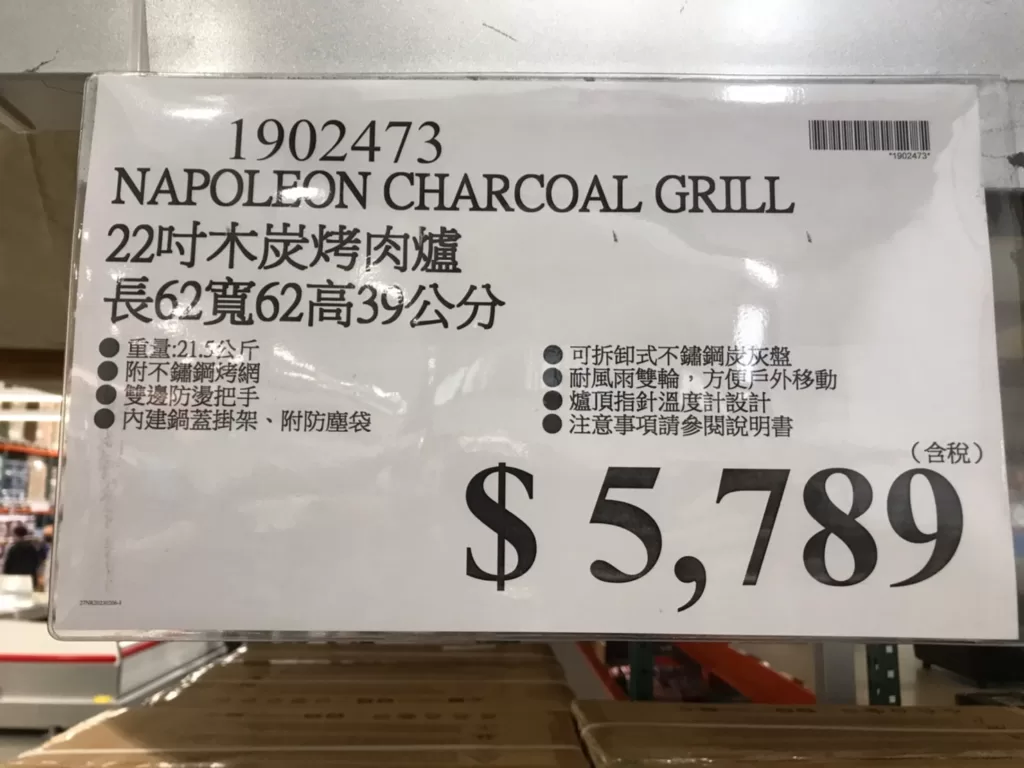 1902473
*1902473*
NAPOLEON CHARCOAL GRILL
22吋木炭烤肉爐
長62寬62高39公分
● 重量:21.5公斤
● 附不鏽鋼烤網
● 雙邊防燙把手
● 內建鍋蓋掛架、附防塵袋
● 可拆卸式不鏽鋼炭灰盤
● 耐風雨雙輪，方便戶外移動
● 爐頂指針溫度計設計
● 注意事項請參閱說明書
（含稅）
$ 5,789